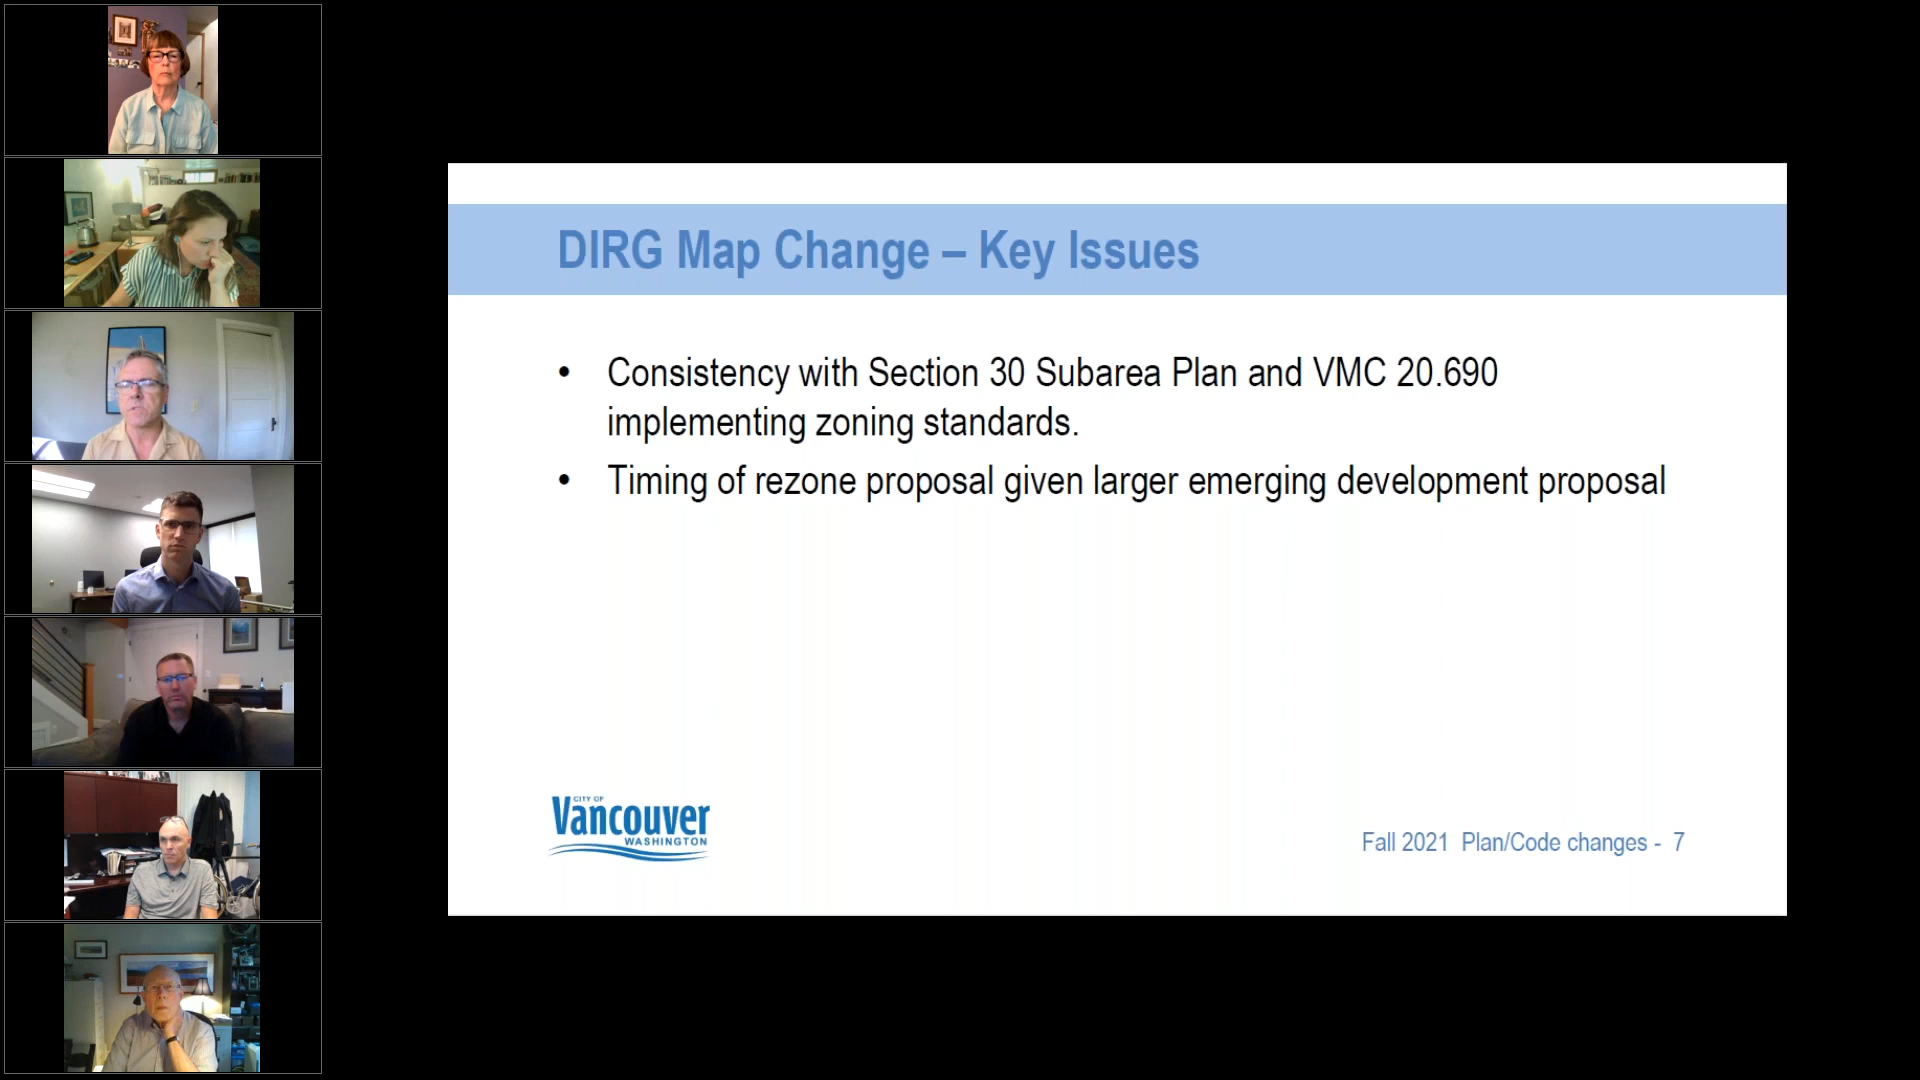 DIRG Map Change – Key Issues
• Consistency with Section 30 Subarea Plan and VMC 20.690
implementing zoning standards.
• Timing of rezone proposal given larger emerging development proposal
CITY OF
Vancouver
WASHINGTON
Fall 2021 Plan/Code changes - 7